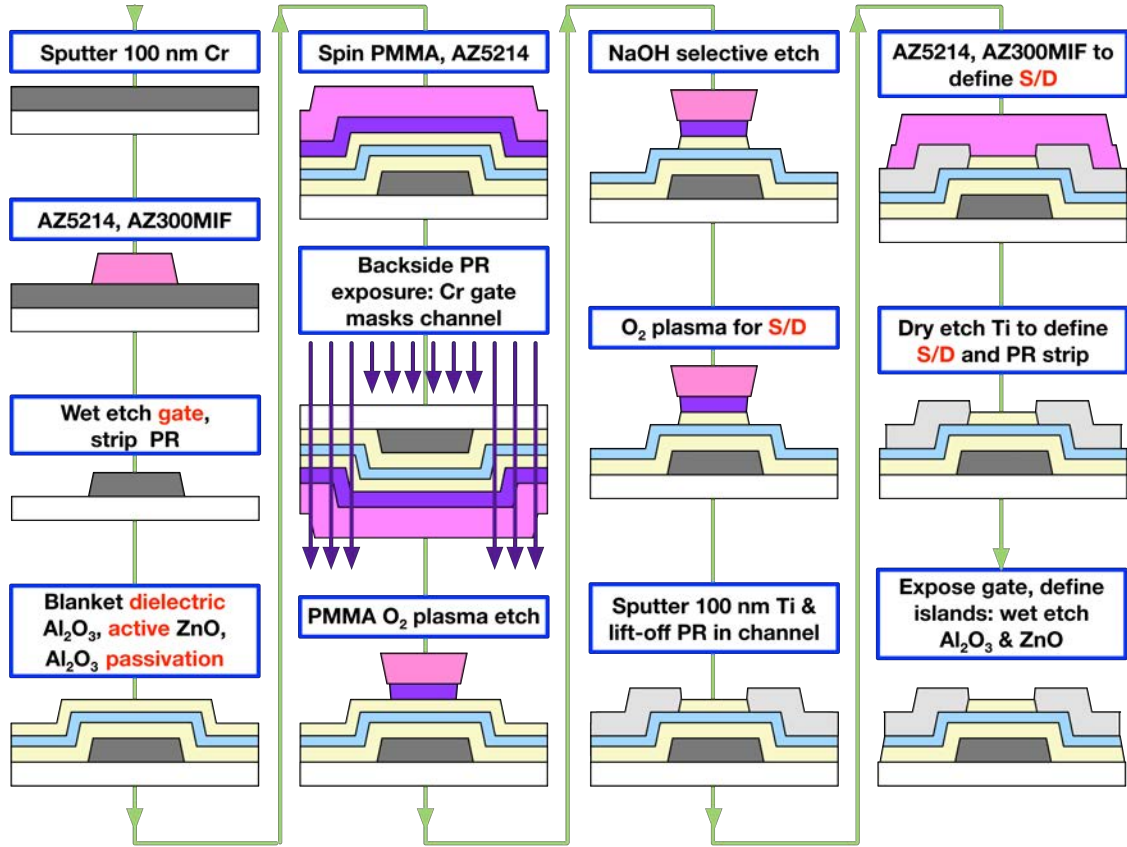 Sputter 100 nm Cr
AZ5214, AZ300MIF
Wet etch gate,
strip PR
Blanket dielectric
Al₂O₃, active ZnO,
Al₂O₃ passivation
Spin PMMA, AZ5214
Backside PR
exposure: Cr gate
masks channel
PMMA O₂ plasma etch
NaOH selective etch
O₂ plasma for S/D
Sputter 100 nm Ti &
lift-off PR in channel
AZ5214, AZ300MIF to
define S/D
Dry etch Ti to define
S/D and PR strip
Expose gate, define
islands: wet etch
Al₂O₃ & ZnO